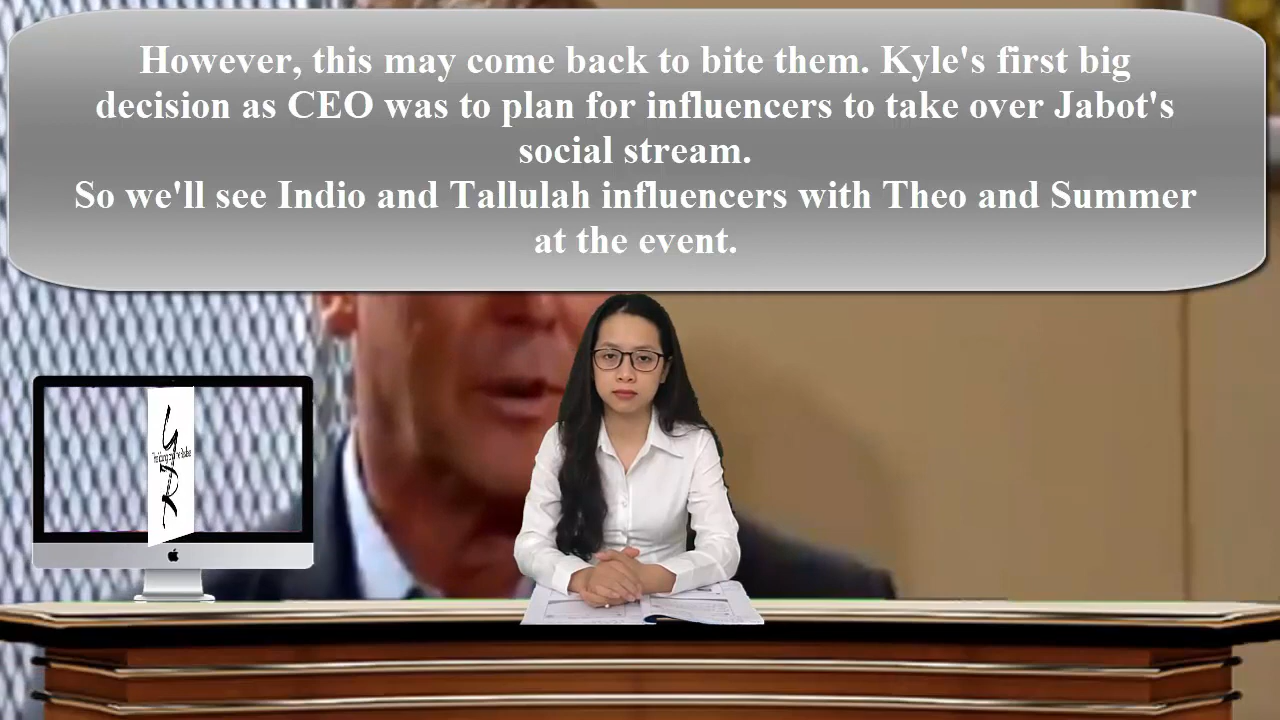 However, this may come back to bite them. Kyle's first big
decision as CEO was to plan for influencers to take over Jabot's
social stream.
So we'll see Indio and Tallulah influencers with Theo and Summer
at the event.